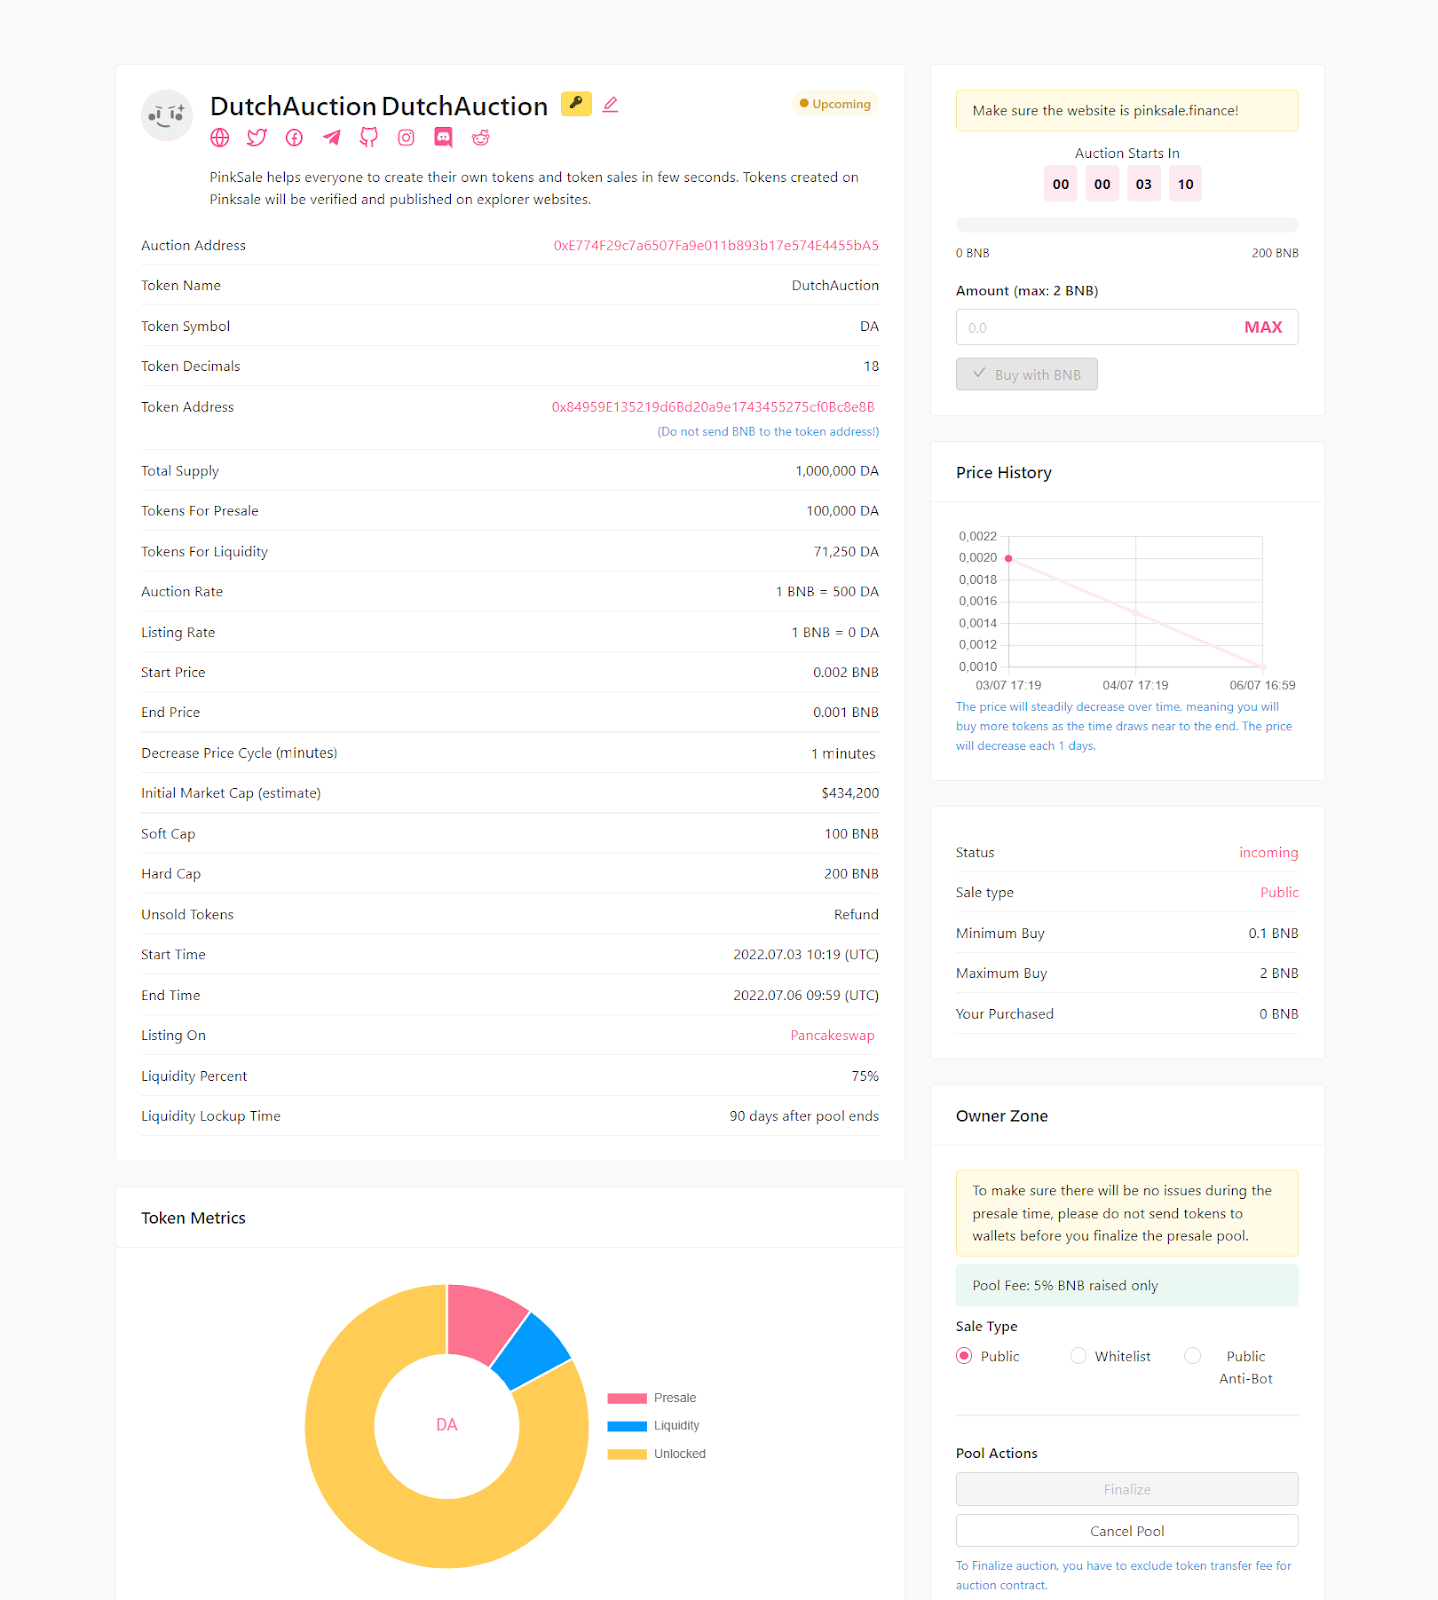 DutchAuction DutchAuction
Upcoming
PinkSale helps everyone to create their own tokens and token sales in few seconds. Tokens created on
Pinksale will be verified and published on explorer websites.
Auction Address 0xE774F29c7a6507Fa9e011b893b17e574E4455bA5
Token Name DutchAuction
Token Symbol DA
Token Decimals 18
Token Address 0x84959E135219d6Bd20a9e1743455275cf0Bc8e8B
(Do not send BNB to the token address!)
Total Supply 1,000,000 DA
Tokens For Presale 100,000 DA
Tokens For Liquidity 71,250 DA
Auction Rate 1 BNB = 500 DA
Listing Rate 1 BNB = 0 DA
Start Price 0.002 BNB
End Price 0.001 BNB
Decrease Price Cycle (minutes) 1 minutes
Initial Market Cap (estimate) $434,200
Soft Cap 100 BNB
Hard Cap 200 BNB
Unsold Tokens Refund
Start Time 2022.07.03 10:19 (UTC)
End Time 2022.07.06 09:59 (UTC)
Listing On Pancakeswap
Liquidity Percent 75%
Liquidity Lockup Time 90 days after pool ends
Token Metrics
DA
Presale
Liquidity
Unlocked
Make sure the website is pinksale.finance!
Auction Starts In
00 00 03 10
0 BNB 200 BNB
Amount (max: 2 BNB)
0.0 MAX
Buy with BNB
Price History
0,0022
0,0020
0,0018
0,0016
0,0014
0,0012
0,0010
03/07 17:19 04/07 17:19 06/07 16:59
The price will steadily decrease over time, meaning you will
buy more tokens as the time draws near to the end. The price
will decrease each 1 days.
Status incoming
Sale type Public
Minimum Buy 0.1 BNB
Maximum Buy 2 BNB
Your Purchased 0 BNB
Owner Zone
To make sure there will be no issues during the
presale time, please do not send tokens to
wallets before you finalize the presale pool.
Pool Fee: 5% BNB raised only
Sale Type
Public Whitelist Public
Anti-Bot
Pool Actions
Finalize
Cancel Pool
To Finalize auction, you have to exclude token transfer fee for
auction contract.